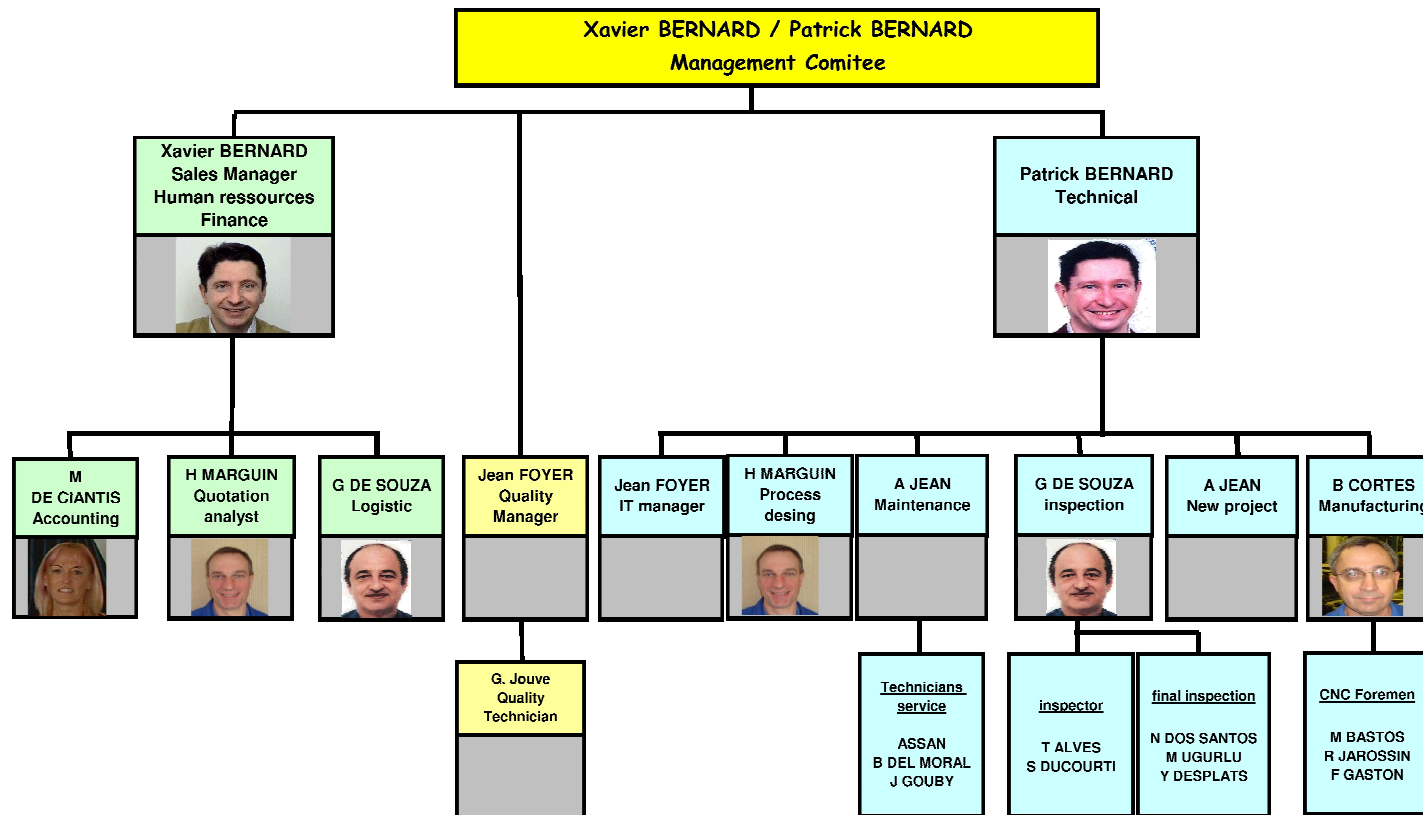 Xavier BERNARD / Patrick BERNARD
Management Comitee
Xavier BERNARD
Sales Manager
Human ressources
Finance
Patrick BERNARD
Technical
M
DE CiANTIS
Accounting
H MARGUIN
Quotation
analyst
G DE SOUZA
Logistic
Jean FOYER
Quality
Manager
Jean FOYER
IT manager
H MARGUIN
Process
desing
A JEAN
Maintenance
G DE SOUZA
inspection
A JEAN
New project
B CORTES
Manufacturing
G. Jouve
Quality
Technician
Technicians
service
ASSAN
B DEL MORAL
J GOUBY
inspector
T ALVES
S DUCOURTI
final inspection
N DOS SANTOS
M UGURLU
Y DESPLATS
CNC Foremen
M BASTOS
R JAROSSIN
F GASTON